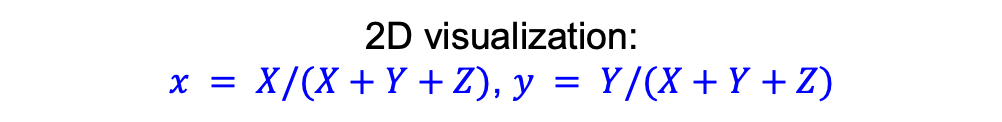 2D visualization:
x = X/(X + Y + Z), y = Y/(X + Y + Z)